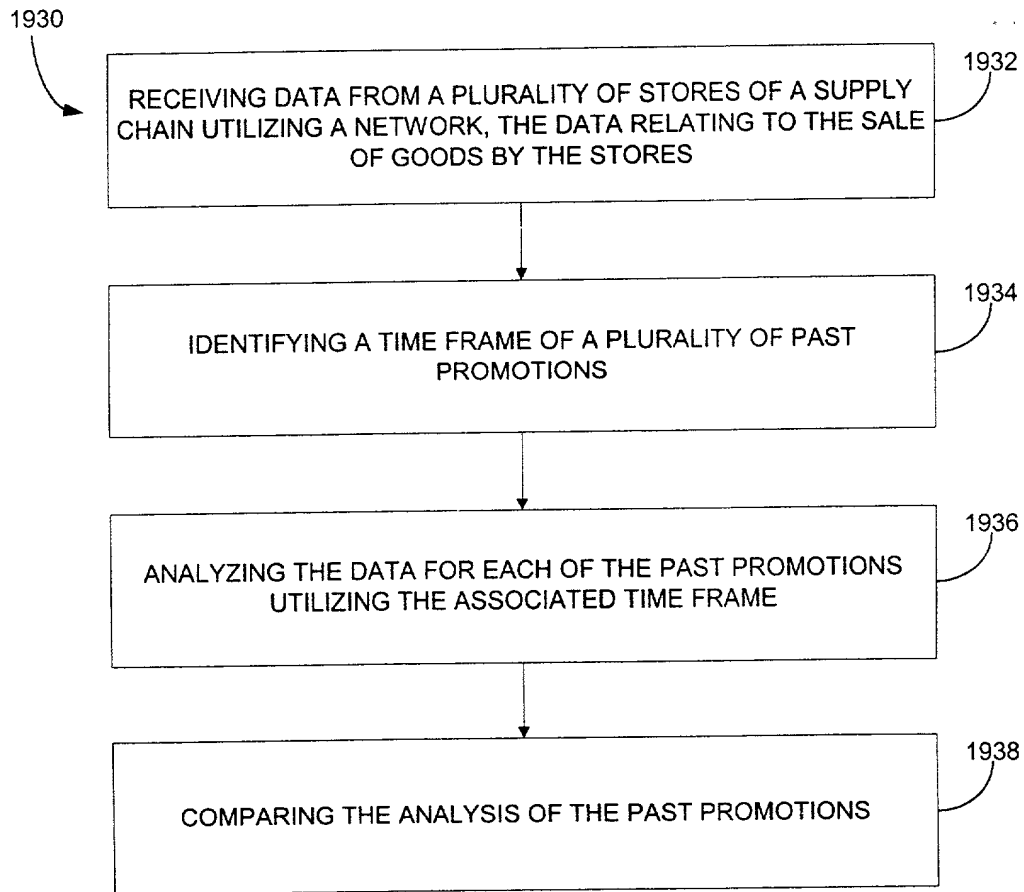 1930
1932
RECEIVING DATA FROM A PLURALITY OF STORES OF A SUPPLY
CHAIN UTILIZING A NETWORK, THE DATA RELATING TO THE SALE
OF GOODS BY THE STORES
1934
IDENTIFYING A TIME FRAME OF A PLURALITY OF PAST
PROMOTIONS
1936
ANALYZING THE DATA FOR EACH OF THE PAST PROMOTIONS
UTILIZING THE ASSOCIATED TIME FRAME
1938
COMPARING THE ANALYSIS OF THE PAST PROMOTIONS